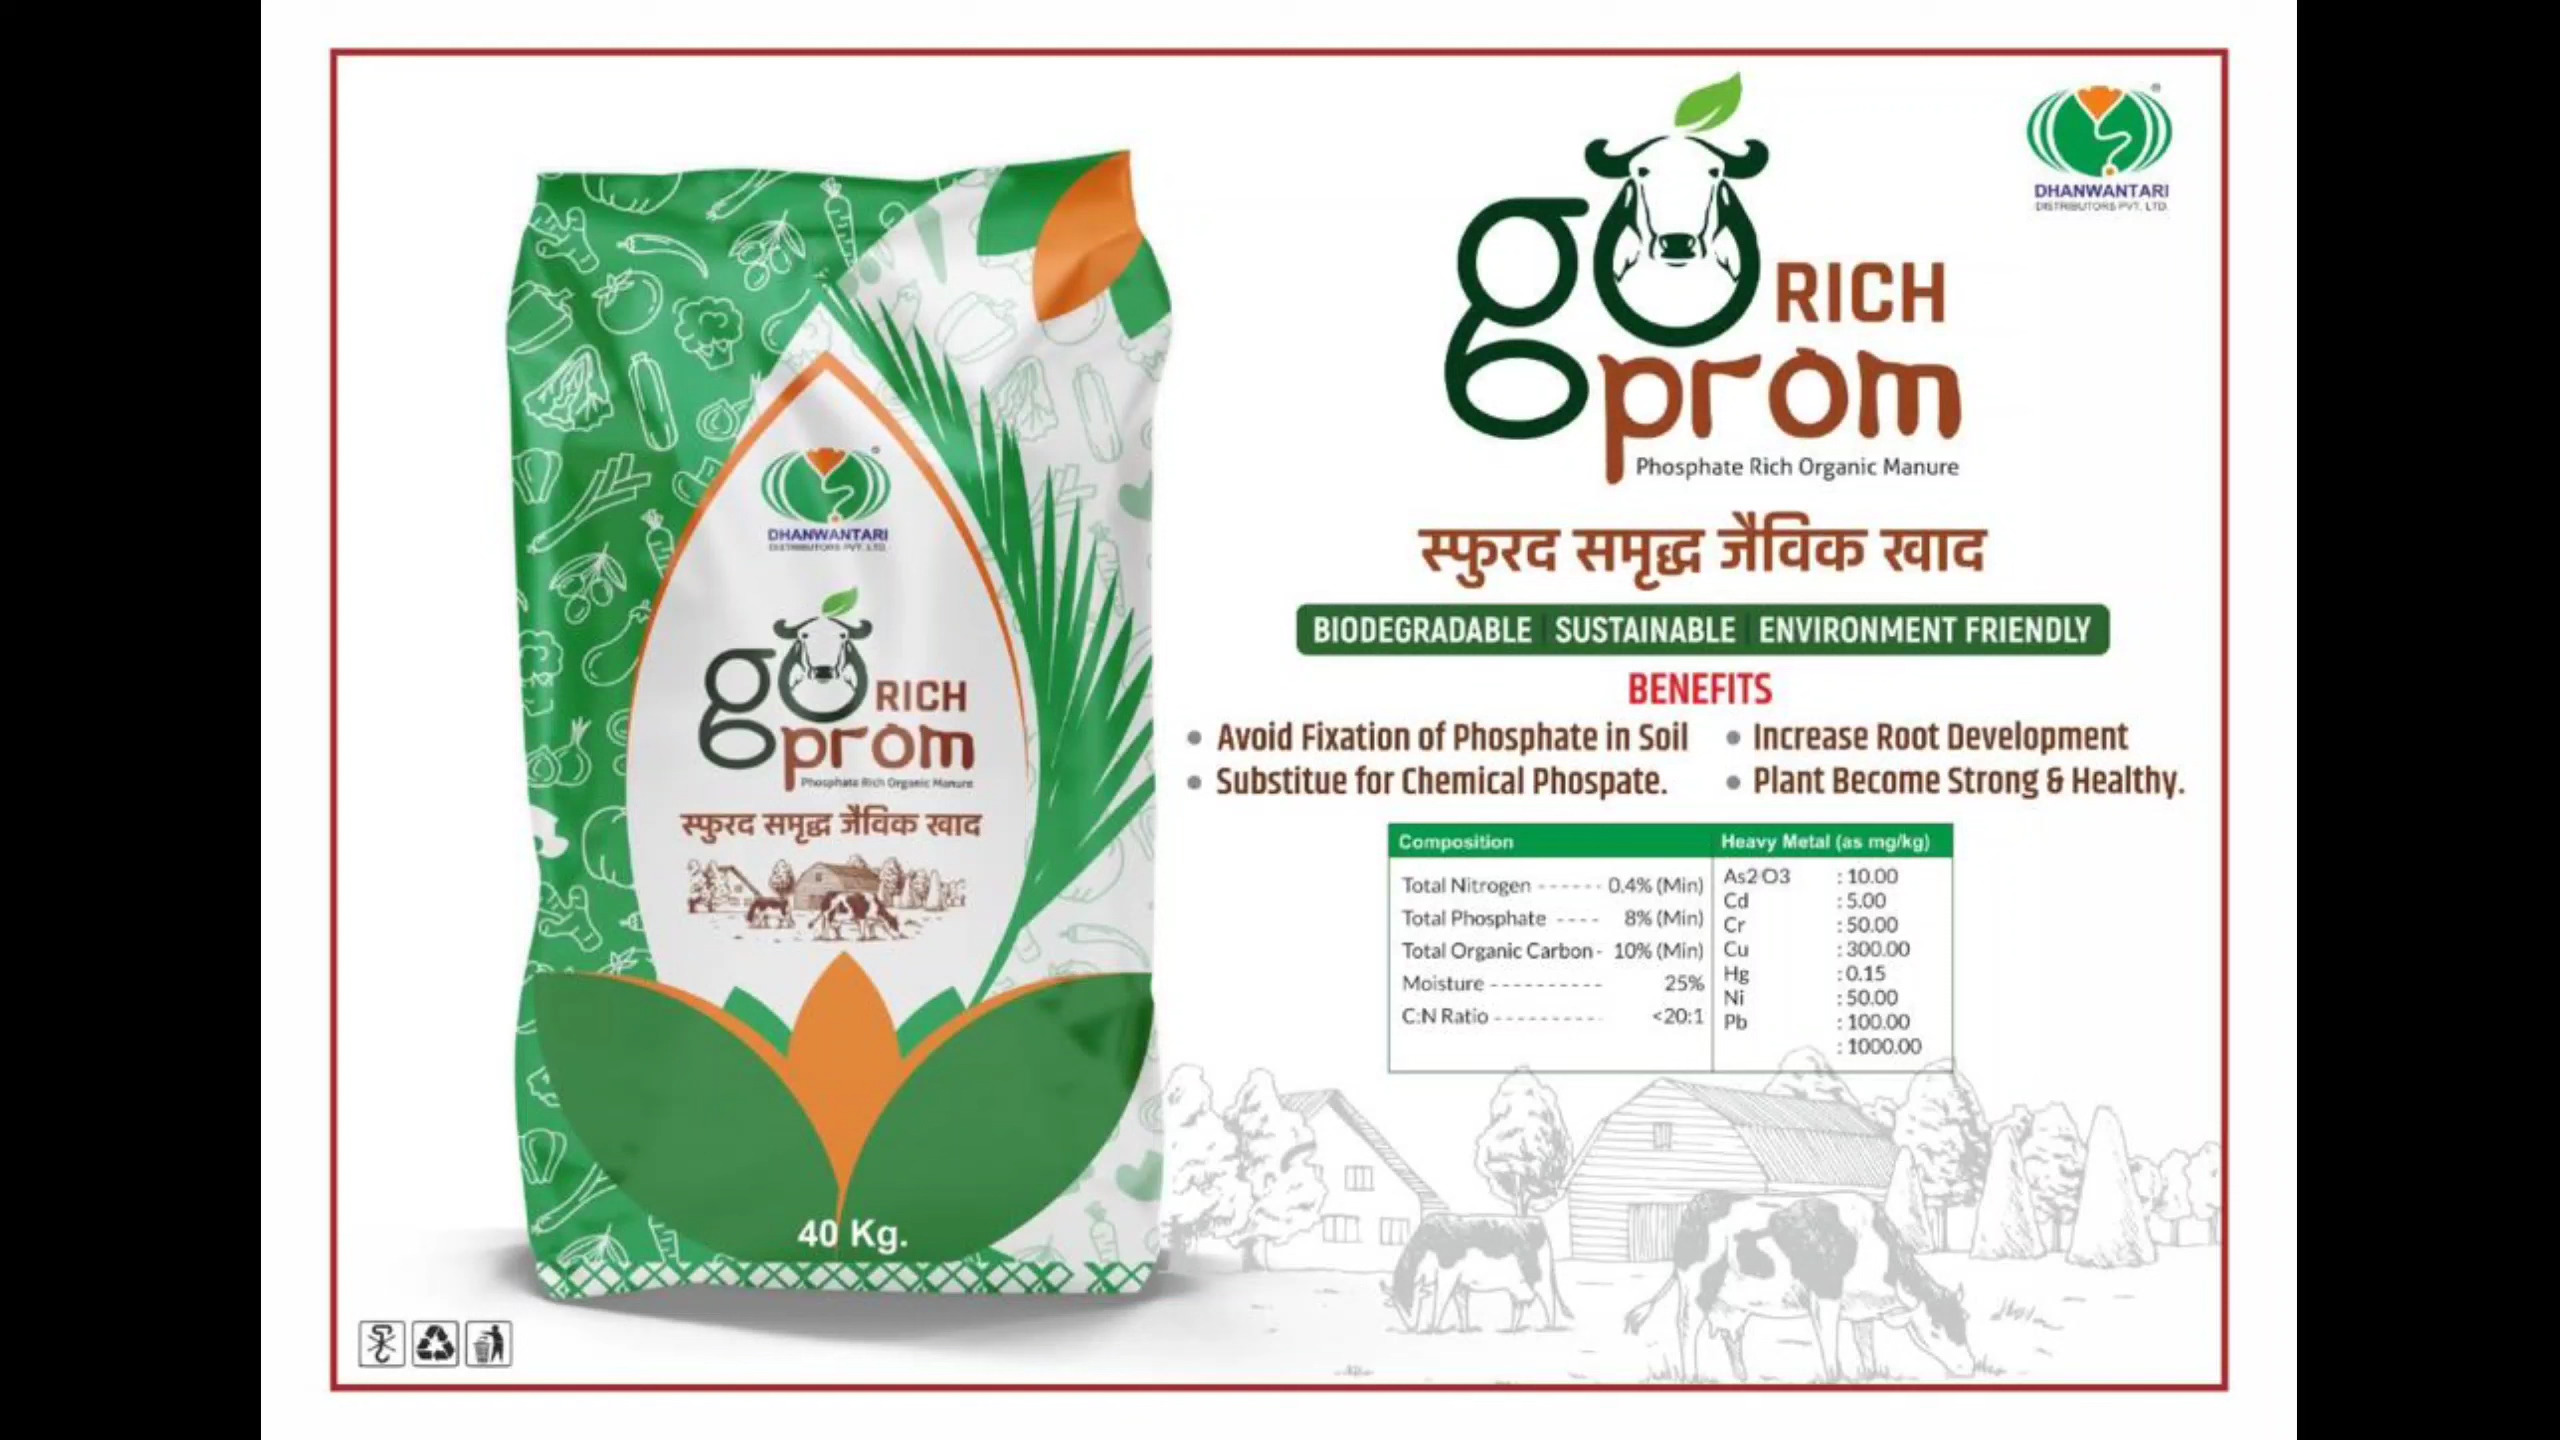 DHANWANTARI
DISTRIBUTORS PVT. LTD.
go RICH
prom
Phosphate Rich Organic Manure
स्फुरद समृद्ध जैविक खाद
40 Kg.
DHANWANTARI
DISTRIBUTORS PVT. LTD.
go RICH
prom
Phosphate Rich Organic Manure
स्फुरद समृद्ध जैविक खाद
BIODEGRADABLE SUSTAINABLE ENVIRONMENT FRIENDLY
BENEFITS
• Avoid Fixation of Phosphate in Soil • Increase Root Development
• Substitue for Chemical Phospate. • Plant Become Strong & Healthy.
Composition
Total Nitrogen ------ 0.4% (Min)
Total Phosphate ---- 8% (Min)
Total Organic Carbon - 10% (Min)
Moisture ---------- 25%
C:N Ratio ---------- <20:1
Heavy Metal (as mg/kg)
As2O3 : 10.00
Cd : 5.00
Cr : 50.00
Cu : 300.00
Hg : 0.15
Ni : 50.00
Pb : 100.00
: 1000.00